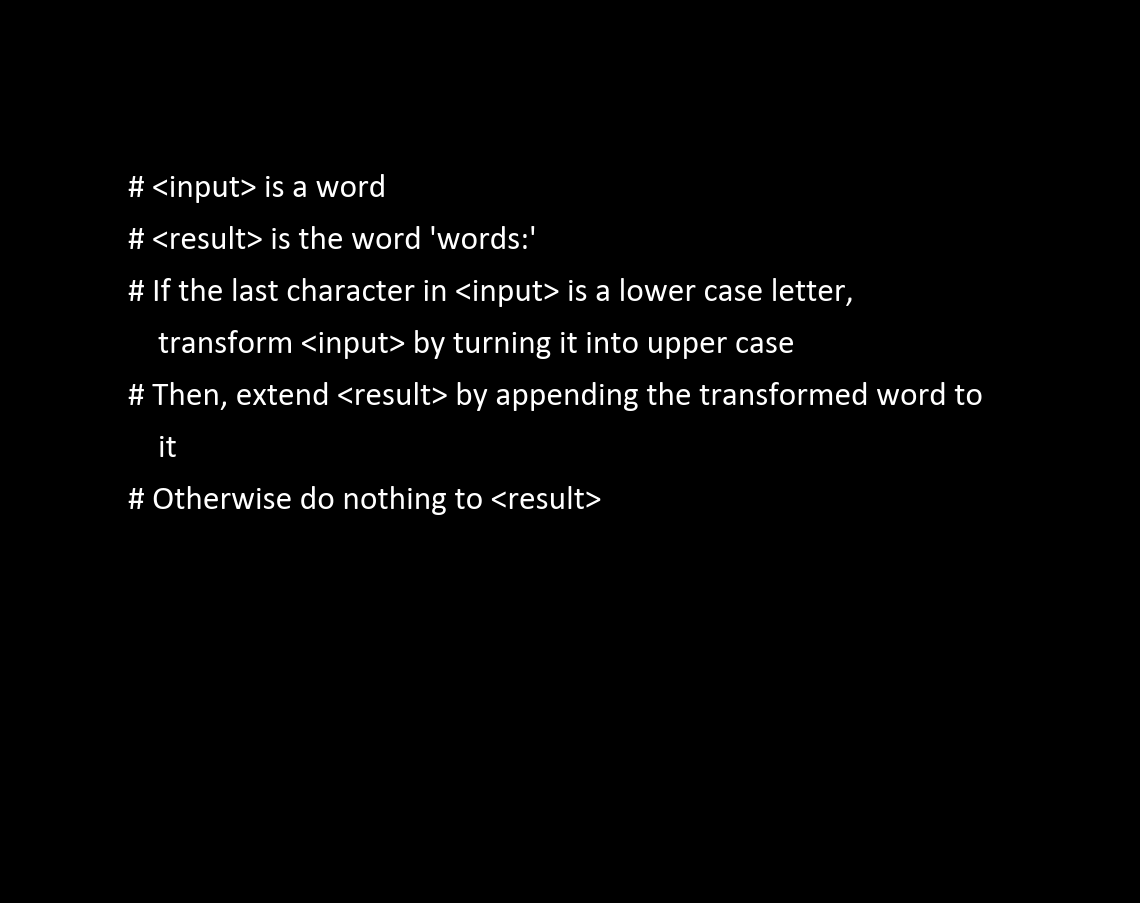 # <input> is a word
# <result> is the word 'words:'
# If the last character in <input> is a lower case letter,
transform <input> by turning it into upper case
# Then, extend <result> by appending the transformed word to
it
# Otherwise do nothing to <result>